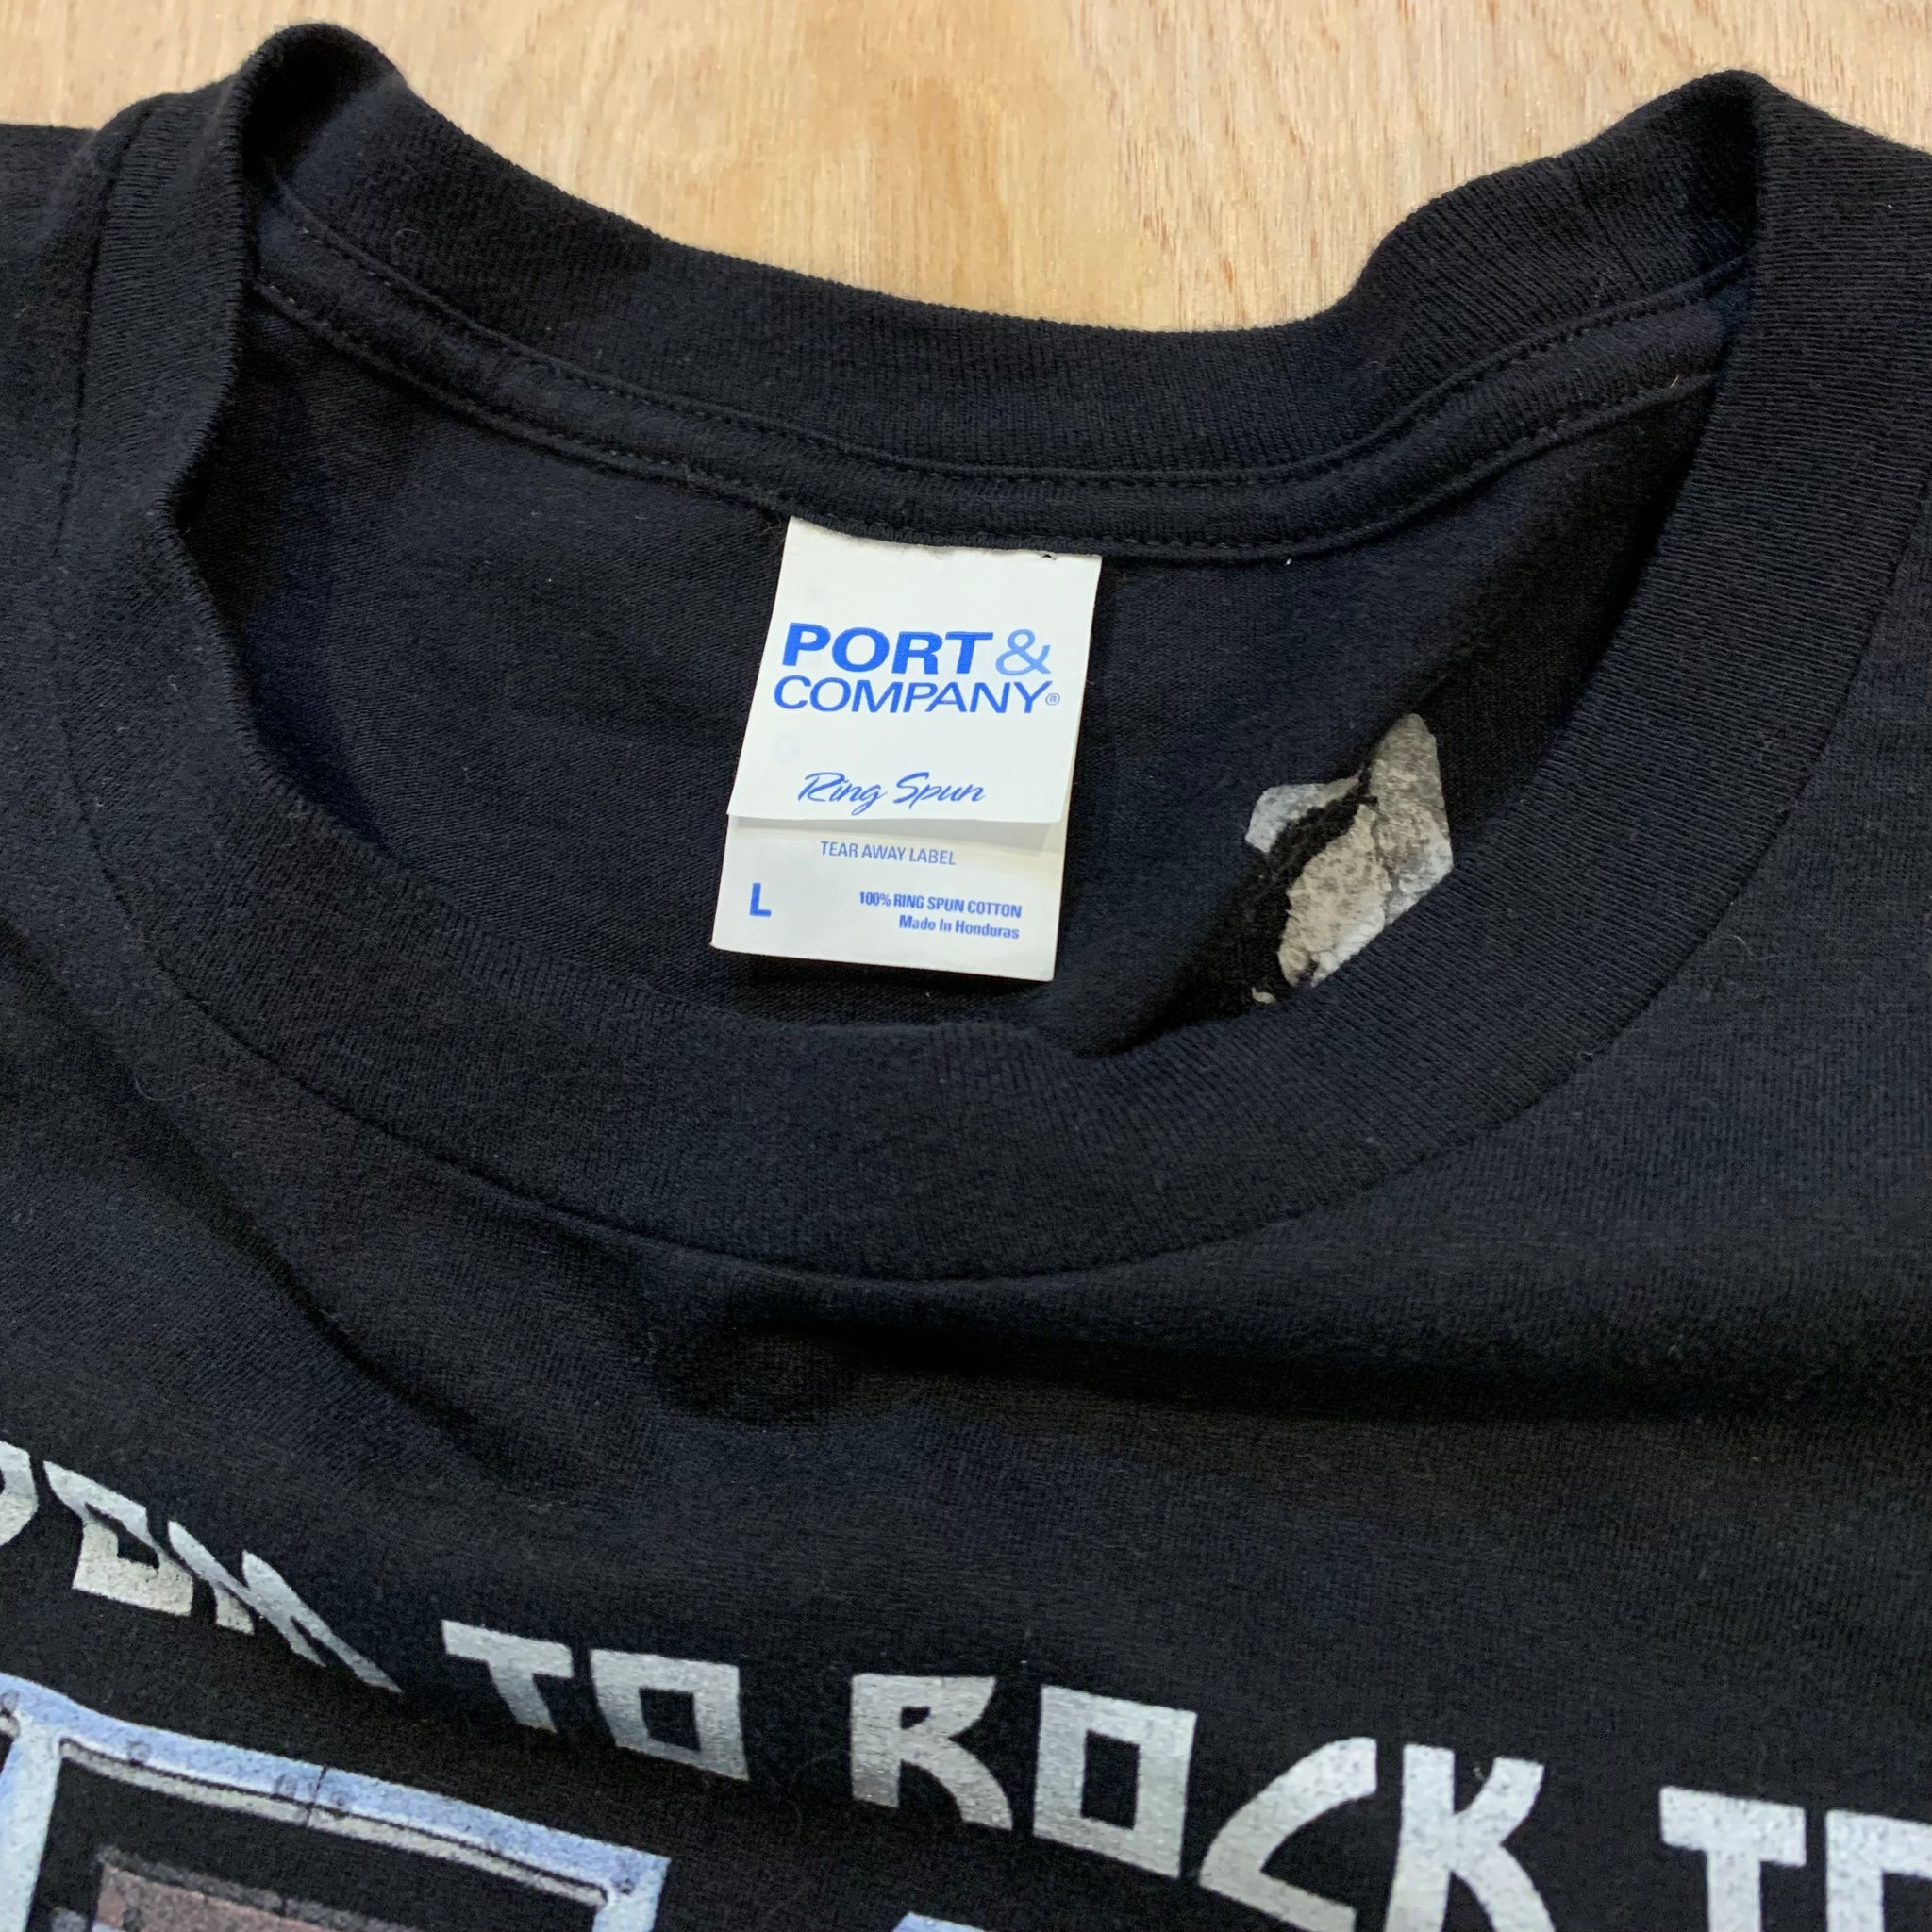 PORT &
COMPANY®
Ring Spun
TEAR AWAY LABEL
L
100% RING SPUN COTTON
Made In Honduras
TO ROCK